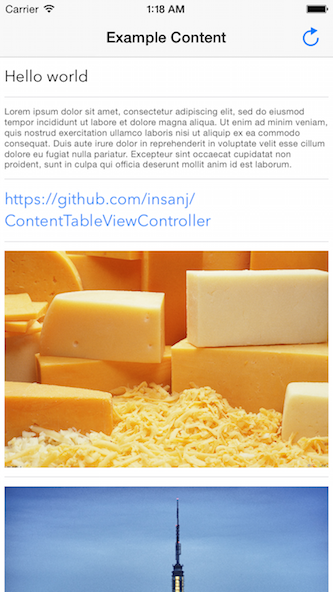 Carrier 1:18 AM
Example Content
Hello world
Lorem ipsum dolor sit amet, consectetur adipiscing elit, sed do eiusmod
tempor incididunt ut labore et dolore magna aliqua. Ut enim ad minim veniam,
quis nostrud exercitation ullamco laboris nisi ut aliquip ex ea commodo
consequat. Duis aute irure dolor in reprehenderit in voluptate velit esse cillum
dolore eu fugiat nulla pariatur. Excepteur sint occaecat cupidatat non
proident, sunt in culpa qui officia deserunt mollit anim id est laborum.
https://github.com/insanj/
ContentTableViewController